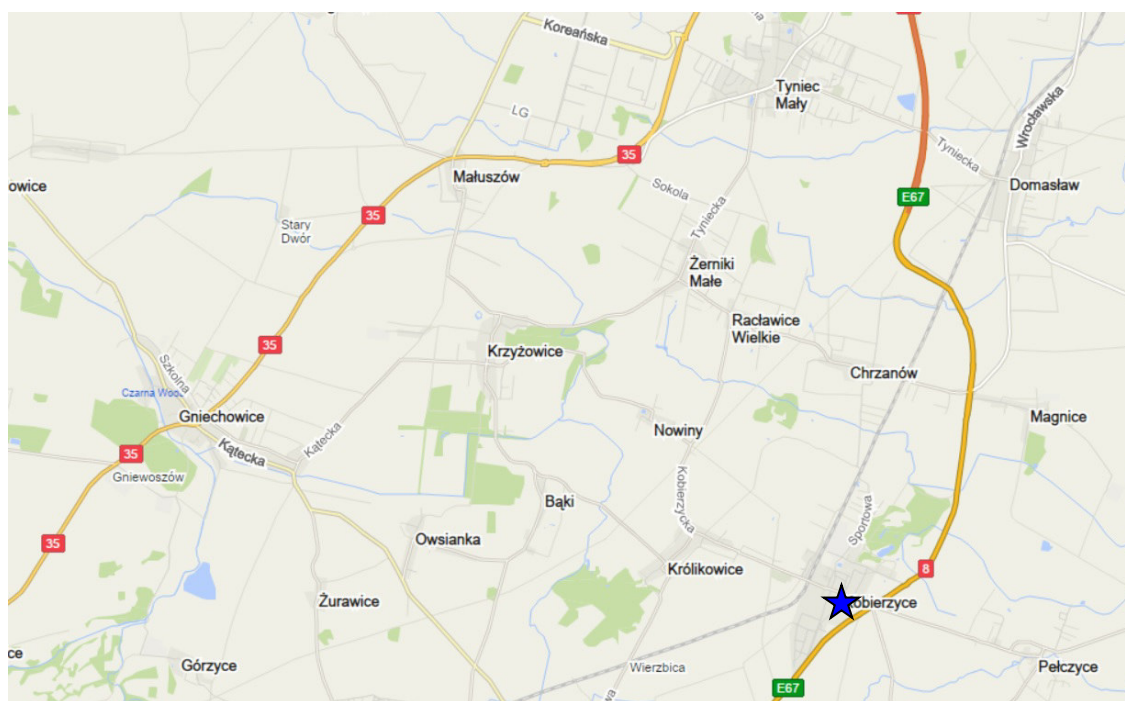 Koreańska
Tyniec
Mały
LG
Wrocławska
Tyniecka
35
Małuszów
owice
Sokola
Domasław
E67
35
Stary
Dwór
Tyniecka
Żerniki
Małe
Racławice
Wielkie
35
Krzyżowice
Szkolna
Chrzanów
Czarna Woda
Gniechowice
Magnice
Nowiny
Kątecka
Kątecka
35
Gniewoszów
Kobierzycka
Bąki
Sportowa
Owsianka
35
Królikowice
8
Żurawice
obierzyce
ce
Górzyce
Wierzbica
Pełczyce
E67